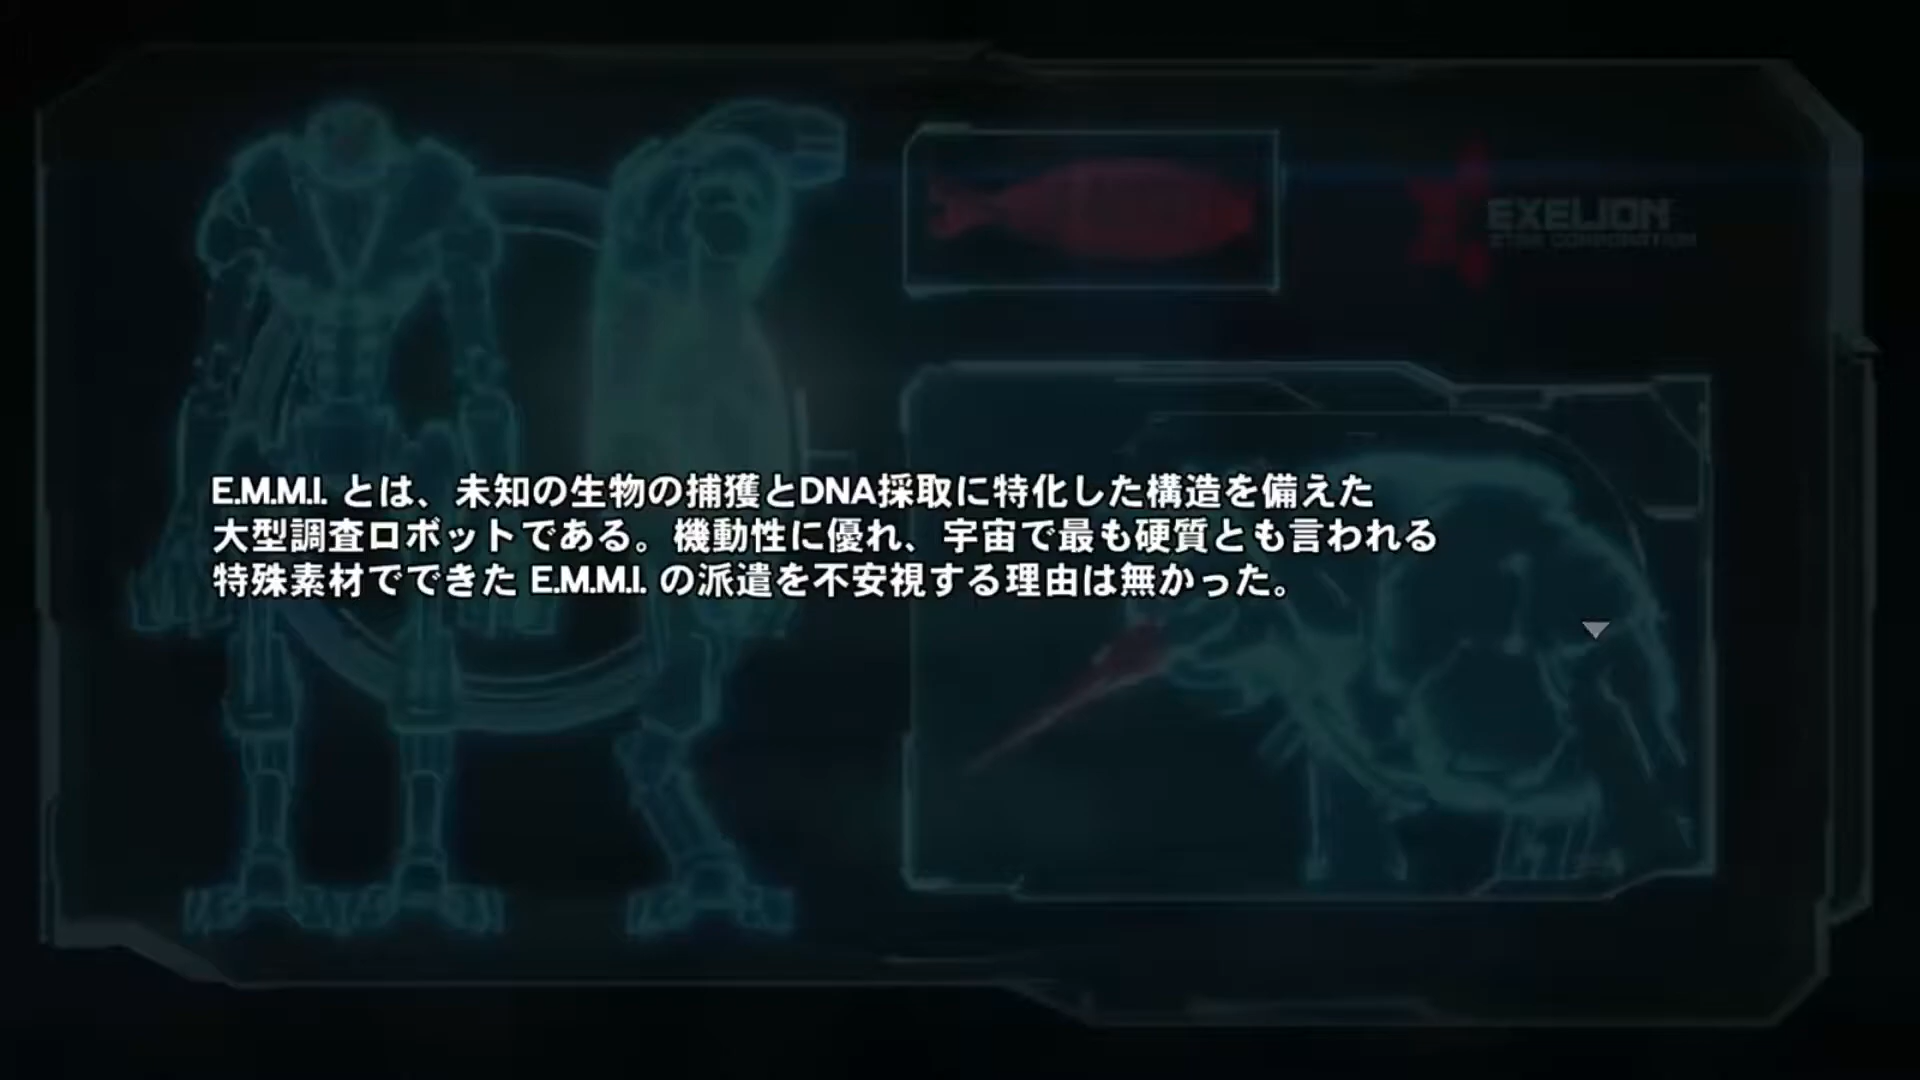 EXELION
STAR CORPORATION
E.M.M.I. とは、未知の生物の捕獲とDNA採取に特化した構造を備えた
大型調査ロボットである。機動性に優れ、宇宙で最も硬質とも言われる
特殊素材でできた E.M.M.I. の派遣を不安視する理由は無かった。